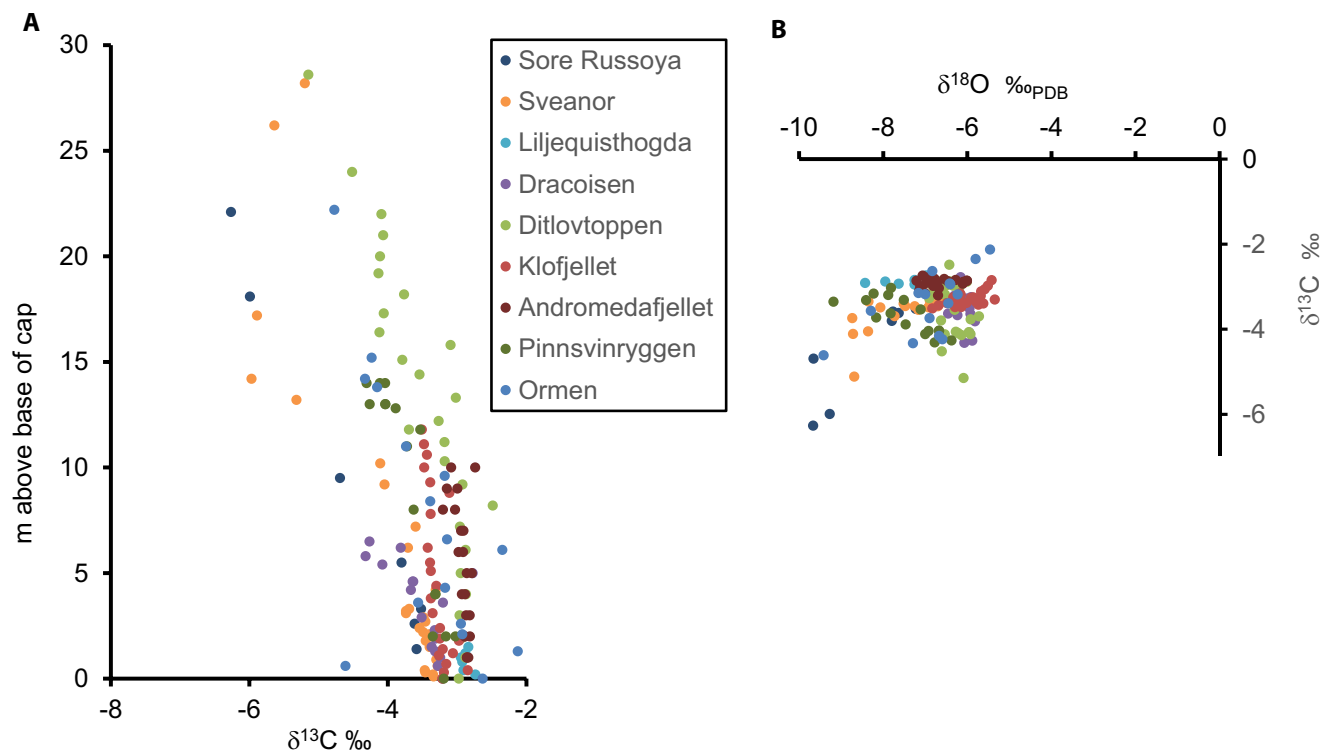 A
m above base of cap
30
25
20
15
10
5
0
-8
-6
-4
-2
δ13C ‰
Sore Russoya
Sveanor
Liljequisthogda
Dracoisen
Ditlovtoppen
Klofjellet
Andromedafjellet
Pinnsvinryggen
Ormen
B
δ18O ‰PDB
-10
-8
-6
-4
-2
0
0
-2
-4
-6
δ13C ‰